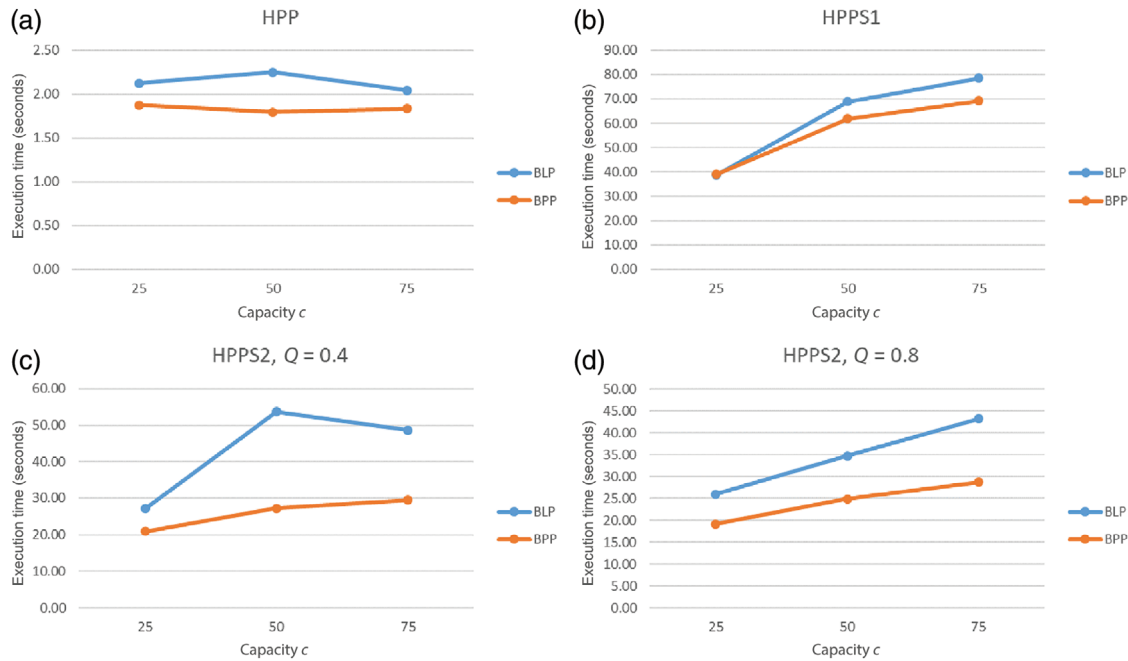 (a)
HPP
2.50
2.00
1.50
1.00
0.50
0.00
Execution time (seconds)
25
50
75
Capacity c
BLP
BPP
(b)
HPPS1
90.00
80.00
70.00
60.00
50.00
40.00
30.00
20.00
10.00
0.00
Execution time (seconds)
25
50
75
Capacity c
BLP
BPP
(c)
HPPS2, Q = 0.4
60.00
50.00
40.00
30.00
20.00
10.00
0.00
Execution time (seconds)
25
50
75
Capacity c
BLP
BPP
(d)
HPPS2, Q = 0.8
50.00
45.00
40.00
35.00
30.00
25.00
20.00
15.00
10.00
5.00
0.00
Execution time (seconds)
25
50
75
Capacity c
BLP
BPP